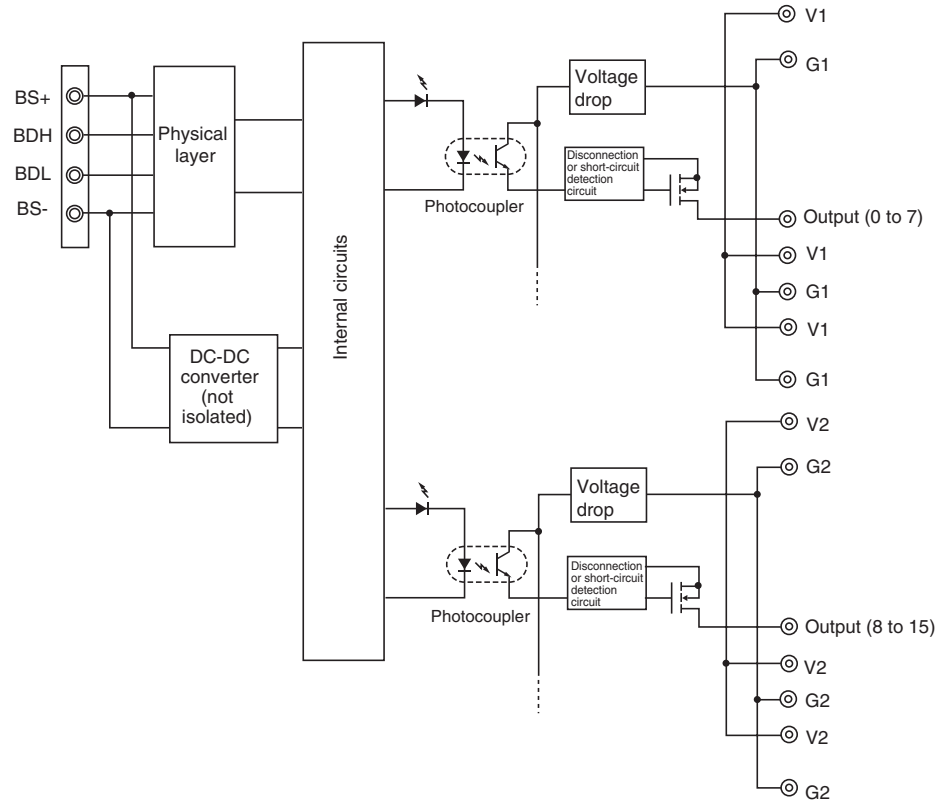 BS+
BDH
BDL
BS-
Physical
layer
DC-DC
converter
(not
isolated)
Internal circuits
Photocoupler
Voltage
drop
Disconnection
or short-circuit
detection
circuit
V1
G1
Output (0 to 7)
V1
G1
V1
G1
Photocoupler
Voltage
drop
Disconnection
or short-circuit
detection
circuit
V2
G2
Output (8 to 15)
V2
G2
V2
G2